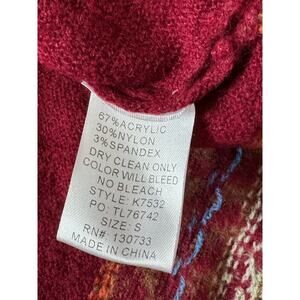 67%ACRYLIC
30%NYLON
3%SPANDEX
DRY CLEAN ONLY
COLOR WILL BLEED
NO BLEACH
STYLE: K7532
PO: TL76742
SIZE: S
RN# 130733
MADE IN CHINA